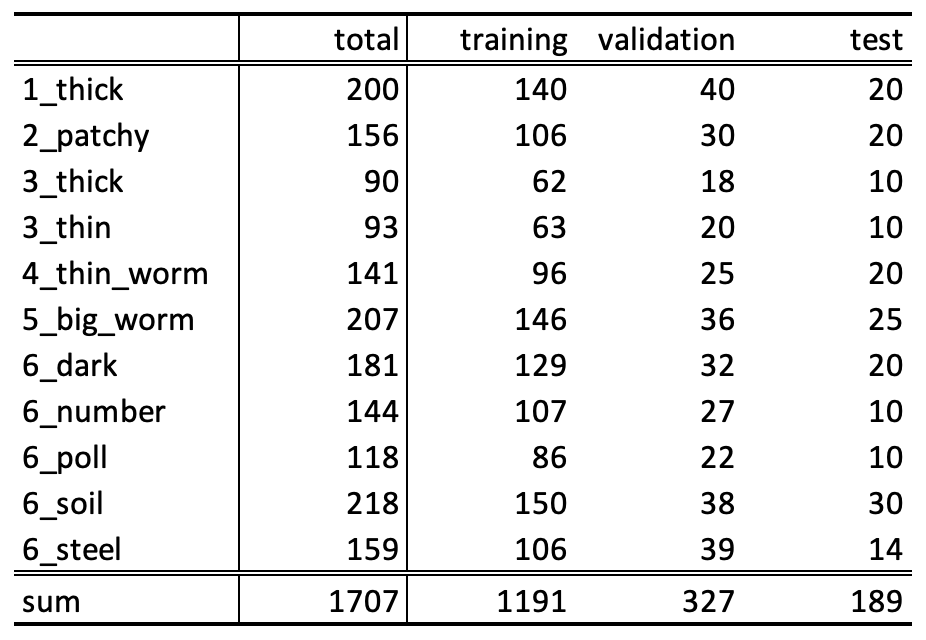 total training validation test
1_thick 200 140 40 20
2_patchy 156 106 30 20
3_thick 90 62 18 10
3_thin 93 63 20 10
4_thin_worm 141 96 25 20
5_big_worm 207 146 36 25
6_dark 181 129 32 20
6_number 144 107 27 10
6_poll 118 86 22 10
6_soil 218 150 38 30
6_steel 159 106 39 14
sum 1707 1191 327 189